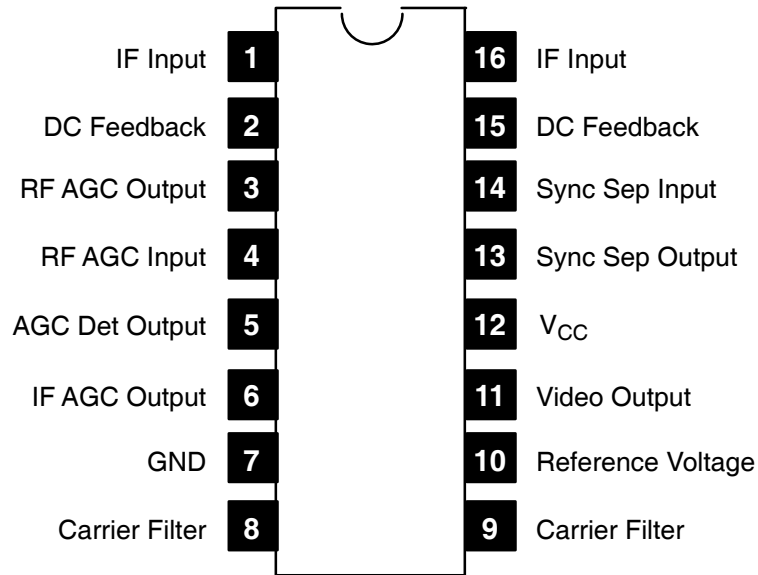 IF Input 1 16 IF Input
DC Feedback 2 15 DC Feedback
RF AGC Output 3 14 Sync Sep Input
RF AGC Input 4 13 Sync Sep Output
AGC Det Output 5 12 VCC
IF AGC Output 6 11 Video Output
GND 7 10 Reference Voltage
Carrier Filter 8 9 Carrier Filter